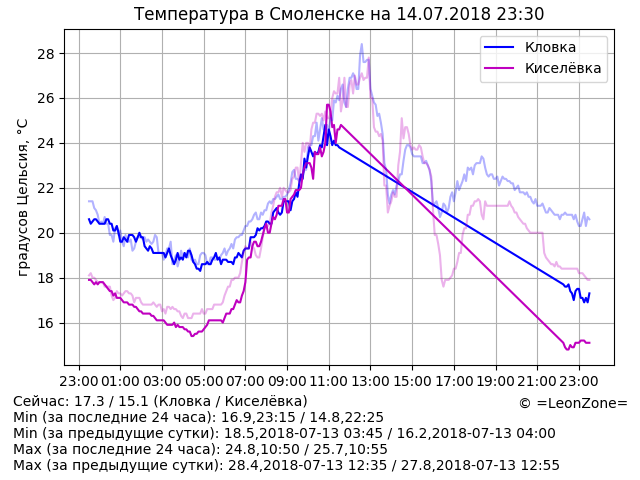 Температура в Смоленске на 14.07.2018 23:30
градусов Цельсия, °C
28
26
24
22
20
18
16
Кловка
Киселёвка
23:00 01:00 03:00 05:00 07:00 09:00 11:00 13:00 15:00 17:00 19:00 21:00 23:00
Сейчас: 17.3 / 15.1 (Кловка / Киселёвка)
© =LeonZone=
Min (за последние 24 часа): 16.9,23:15 / 14.8,22:25
Min (за предыдущие сутки): 18.5,2018-07-13 03:45 / 16.2,2018-07-13 04:00
Max (за последние 24 часа): 24.8,10:50 / 25.7,10:55
Max (за предыдущие сутки): 28.4,2018-07-13 12:35 / 27.8,2018-07-13 12:55